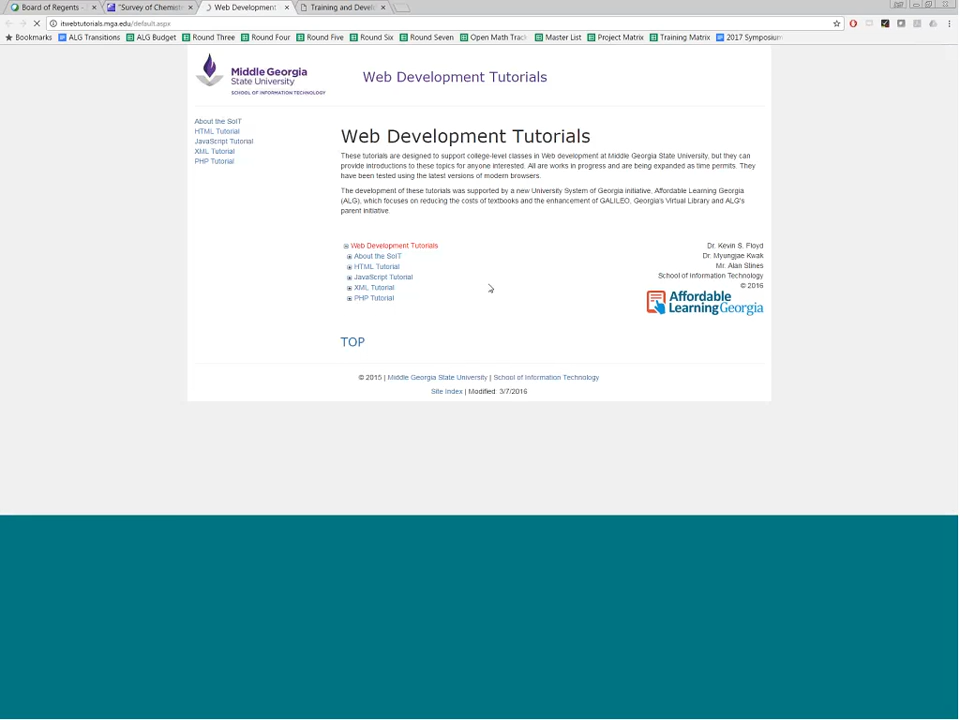 Board of Regents -
"Survey of Chemist
Web Development
Training and Devel
itwebtutorials.mga.edu/default.aspx
Bookmarks ALG Transitions ALG Budget Round Three Round Four Round Five Round Six Round Seven Open Math Track Master List Project Matrix Training Matrix 2017 Symposium
Middle Georgia
State University
SCHOOL OF INFORMATION TECHNOLOGY
Web Development Tutorials
About the SoIT
HTML Tutorial
JavaScript Tutorial
XML Tutorial
PHP Tutorial
Web Development Tutorials
These tutorials are designed to support college-level classes in Web development at Middle Georgia State University, but they can
provide introductions to these topics for anyone interested. All are works in progress and are being expanded as time permits. They
have been tested using the latest versions of modern browsers.
The development of these tutorials was supported by a new University System of Georgia initiative, Affordable Learning Georgia
(ALG), which focuses on reducing the costs of textbooks and the enhancement of GALILEO, Georgia's Virtual Library and ALG's
parent initiative
Web Development Tutorials
About the SoIT
HTML Tutorial
JavaScript Tutorial
XML Tutorial
PHP Tutorial
Dr. Kevin S. Floyd
Dr. Myungjae Kwak
Mr. Alan Stines
School of Information Technology
© 2016
Affordable
LearningGeorgia
TOP
© 2015 | Middle Georgia State University | School of Information Technology
Site Index | Modified: 3/7/2016